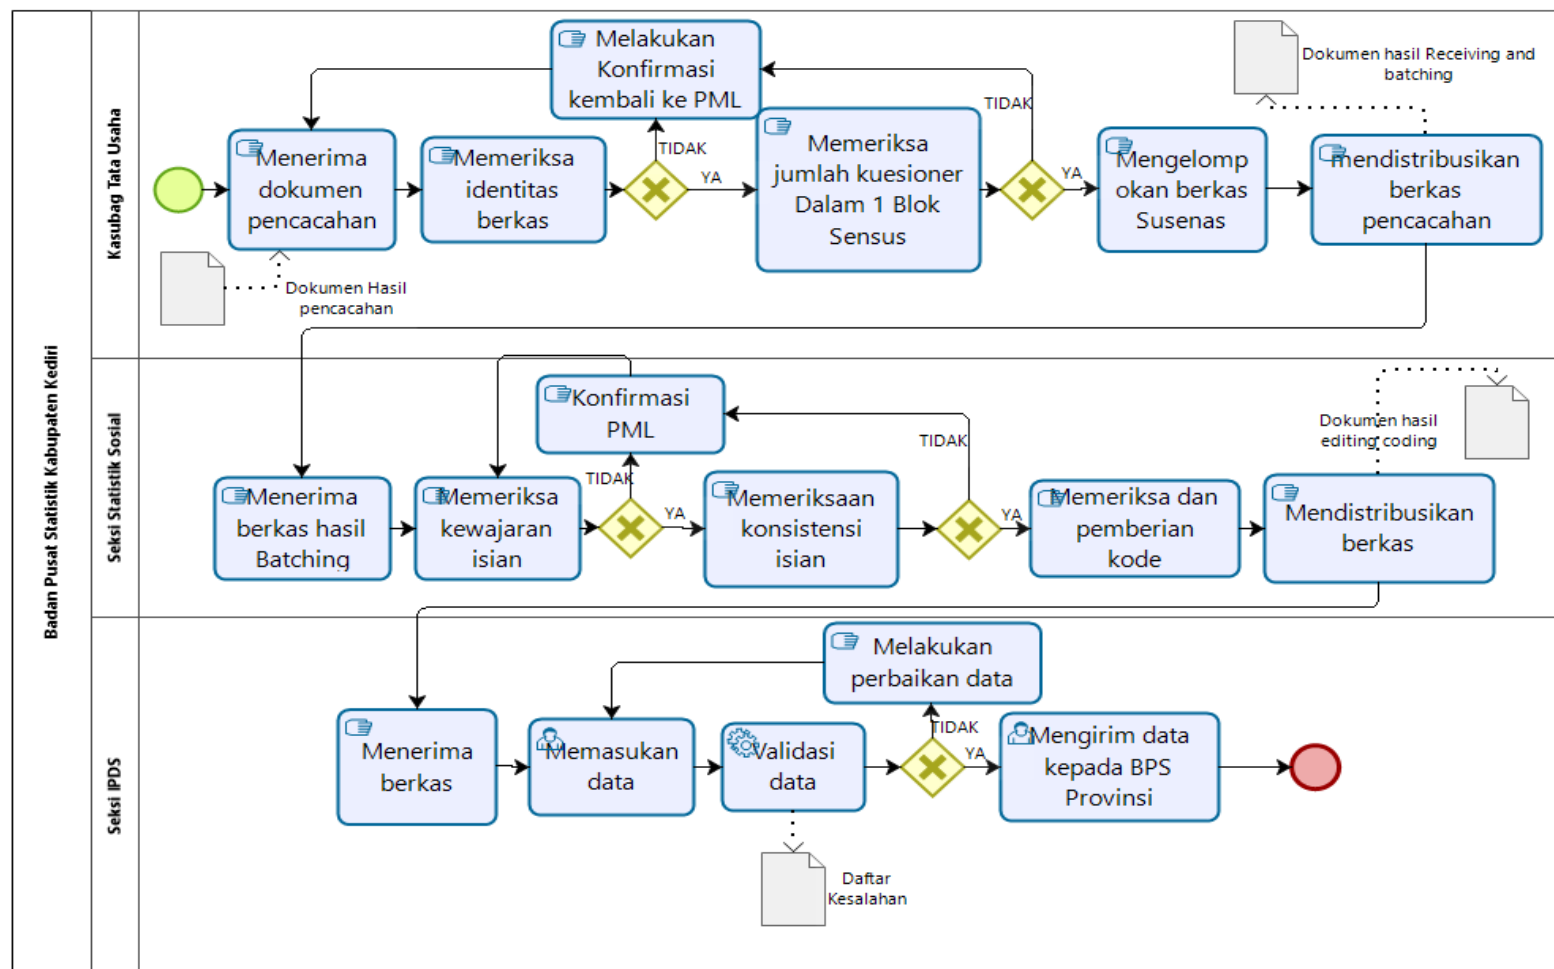 Badan Pusat Statistik Kabupaten Kediri
Kasubag Tata Usaha
Melakukan
Konfirmasi
kembali ke PML
TIDAK
TIDAK
Dokumen hasil Receiving and
batching
Menerima
dokumen
pencacahan
Memeriksa
identitas
berkas
YA
Memeriksa
jumlah kuesioner
Dalam 1 Blok
Sensus
YA
Mengelomp
okan berkas
Susenas
mendistribusikan
berkas
pencacahan
Dokumen Hasil
pencacahan
Seksi Statistik Sosial
Konfirmasi
PML
TIDAK
TIDAK
Dokumen hasil
editing coding
Menerima
berkas hasil
Batching
Memeriksa
kewajaran
isian
YA
Memeriksaan
konsistensi
isian
YA
Memeriksa dan
pemberian
kode
Mendistribusikan
berkas
Seksi IPDS
Melakukan
perbaikan data
TIDAK
Menerima
berkas
Memasukan
data
Validasi
data
YA
Mengirim data
kepada BPS
Provinsi
Daftar
Kesalahan